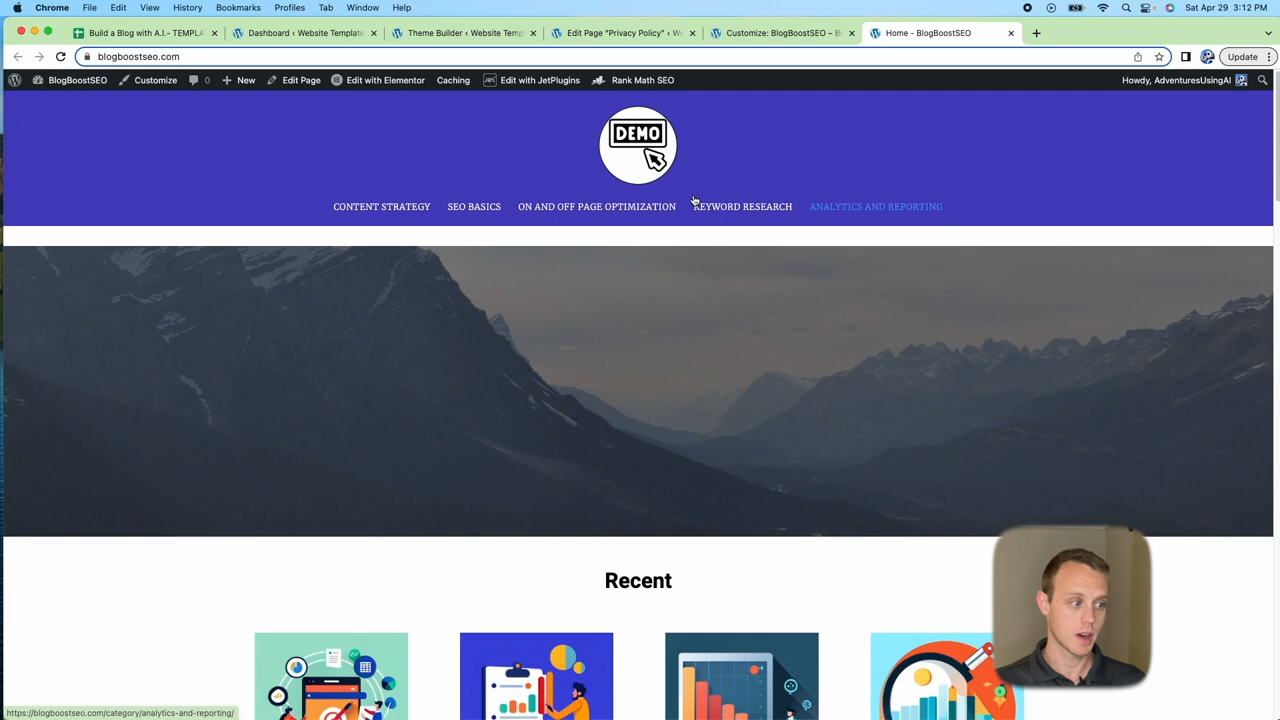 Chrome File Edit View History Bookmarks Profiles Tab Window Help Sat Apr 29 3:12 PM
Build a Blog with A.I.- TEMPLA Dashboard ‹ Website Template Theme Builder ‹ Website Temp Edit Page "Privacy Policy" ‹ W Customize: BlogBoostSEO – B Home - BlogBoostSEO
blogboostseo.com Update
BlogBoostSEO Customize 0 New Edit Page Edit with Elementor Caching Edit with JetPlugins Rank Math SEO Howdy, AdventuresUsingAI
DEMO
CONTENT STRATEGY SEO BASICS ON AND OFF PAGE OPTIMIZATION KEYWORD RESEARCH ANALYTICS AND REPORTING
Recent
https://blogboostseo.com/category/analytics-and-reporting/